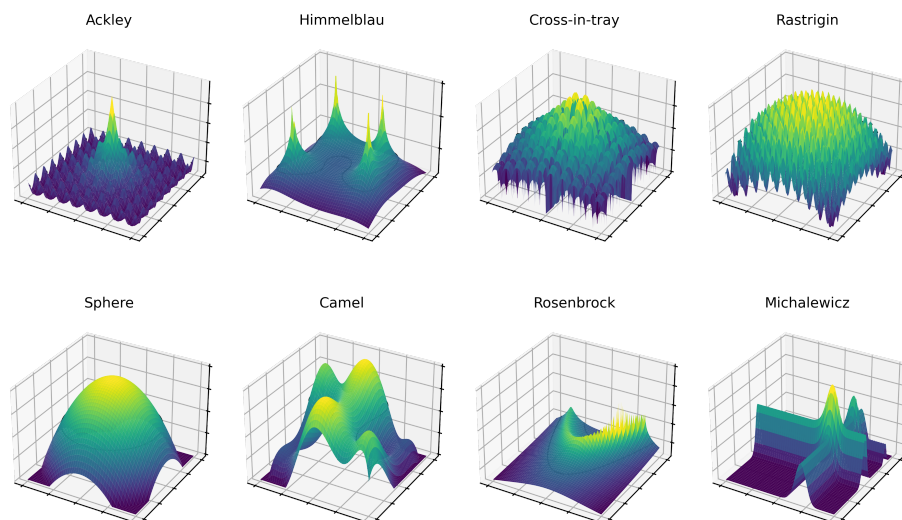 Ackley
Himmelblau
Cross-in-tray
Rastrigin
Sphere
Camel
Rosenbrock
Michalewicz